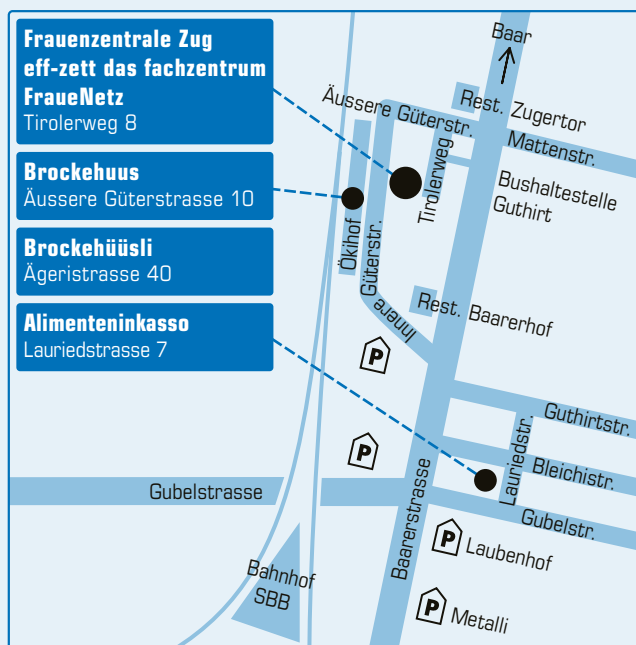 Frauenzentrale Zug
eff-zett das fachzentrum
FraueNetz
Tirolerweg 8
Brockehuus
Äussere Güterstrasse 10
Brockehüüsli
Ägeristrasse 40
Alimenteninkasso
Lauriedstrasse 7
Baar
Rest. Zugertor
Äussere Güterstr.
Mattenstr.
Tirolerweg
Bushaltestelle
Guthirt
Ökihof
Güterstr.
Innere
Rest. Baarerhof
P
Guthirtstr.
Lauriedstr.
P
Bleichistr.
Gubelstrasse
Baarerstrasse
Gubelstr.
P Laubenhof
Bahnhof
SBB
P Metalli